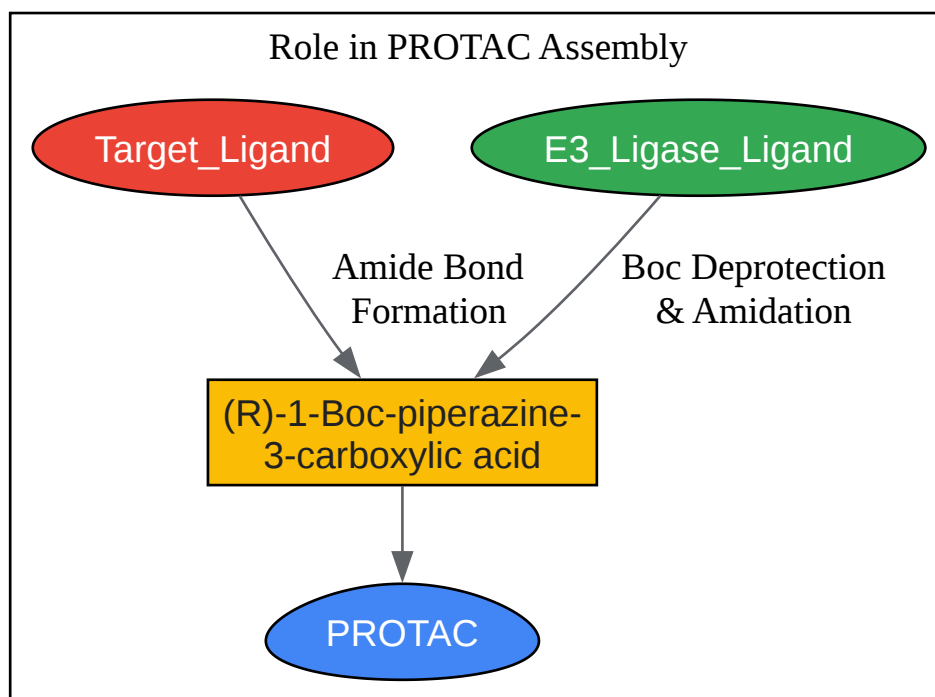 Role in PROTAC Assembly
Target_Ligand
E3_Ligase_Ligand
Amide Bond
Formation
Boc Deprotection
& Amidation
(R)-1-Boc-piperazine-
3-carboxylic acid
PROTAC